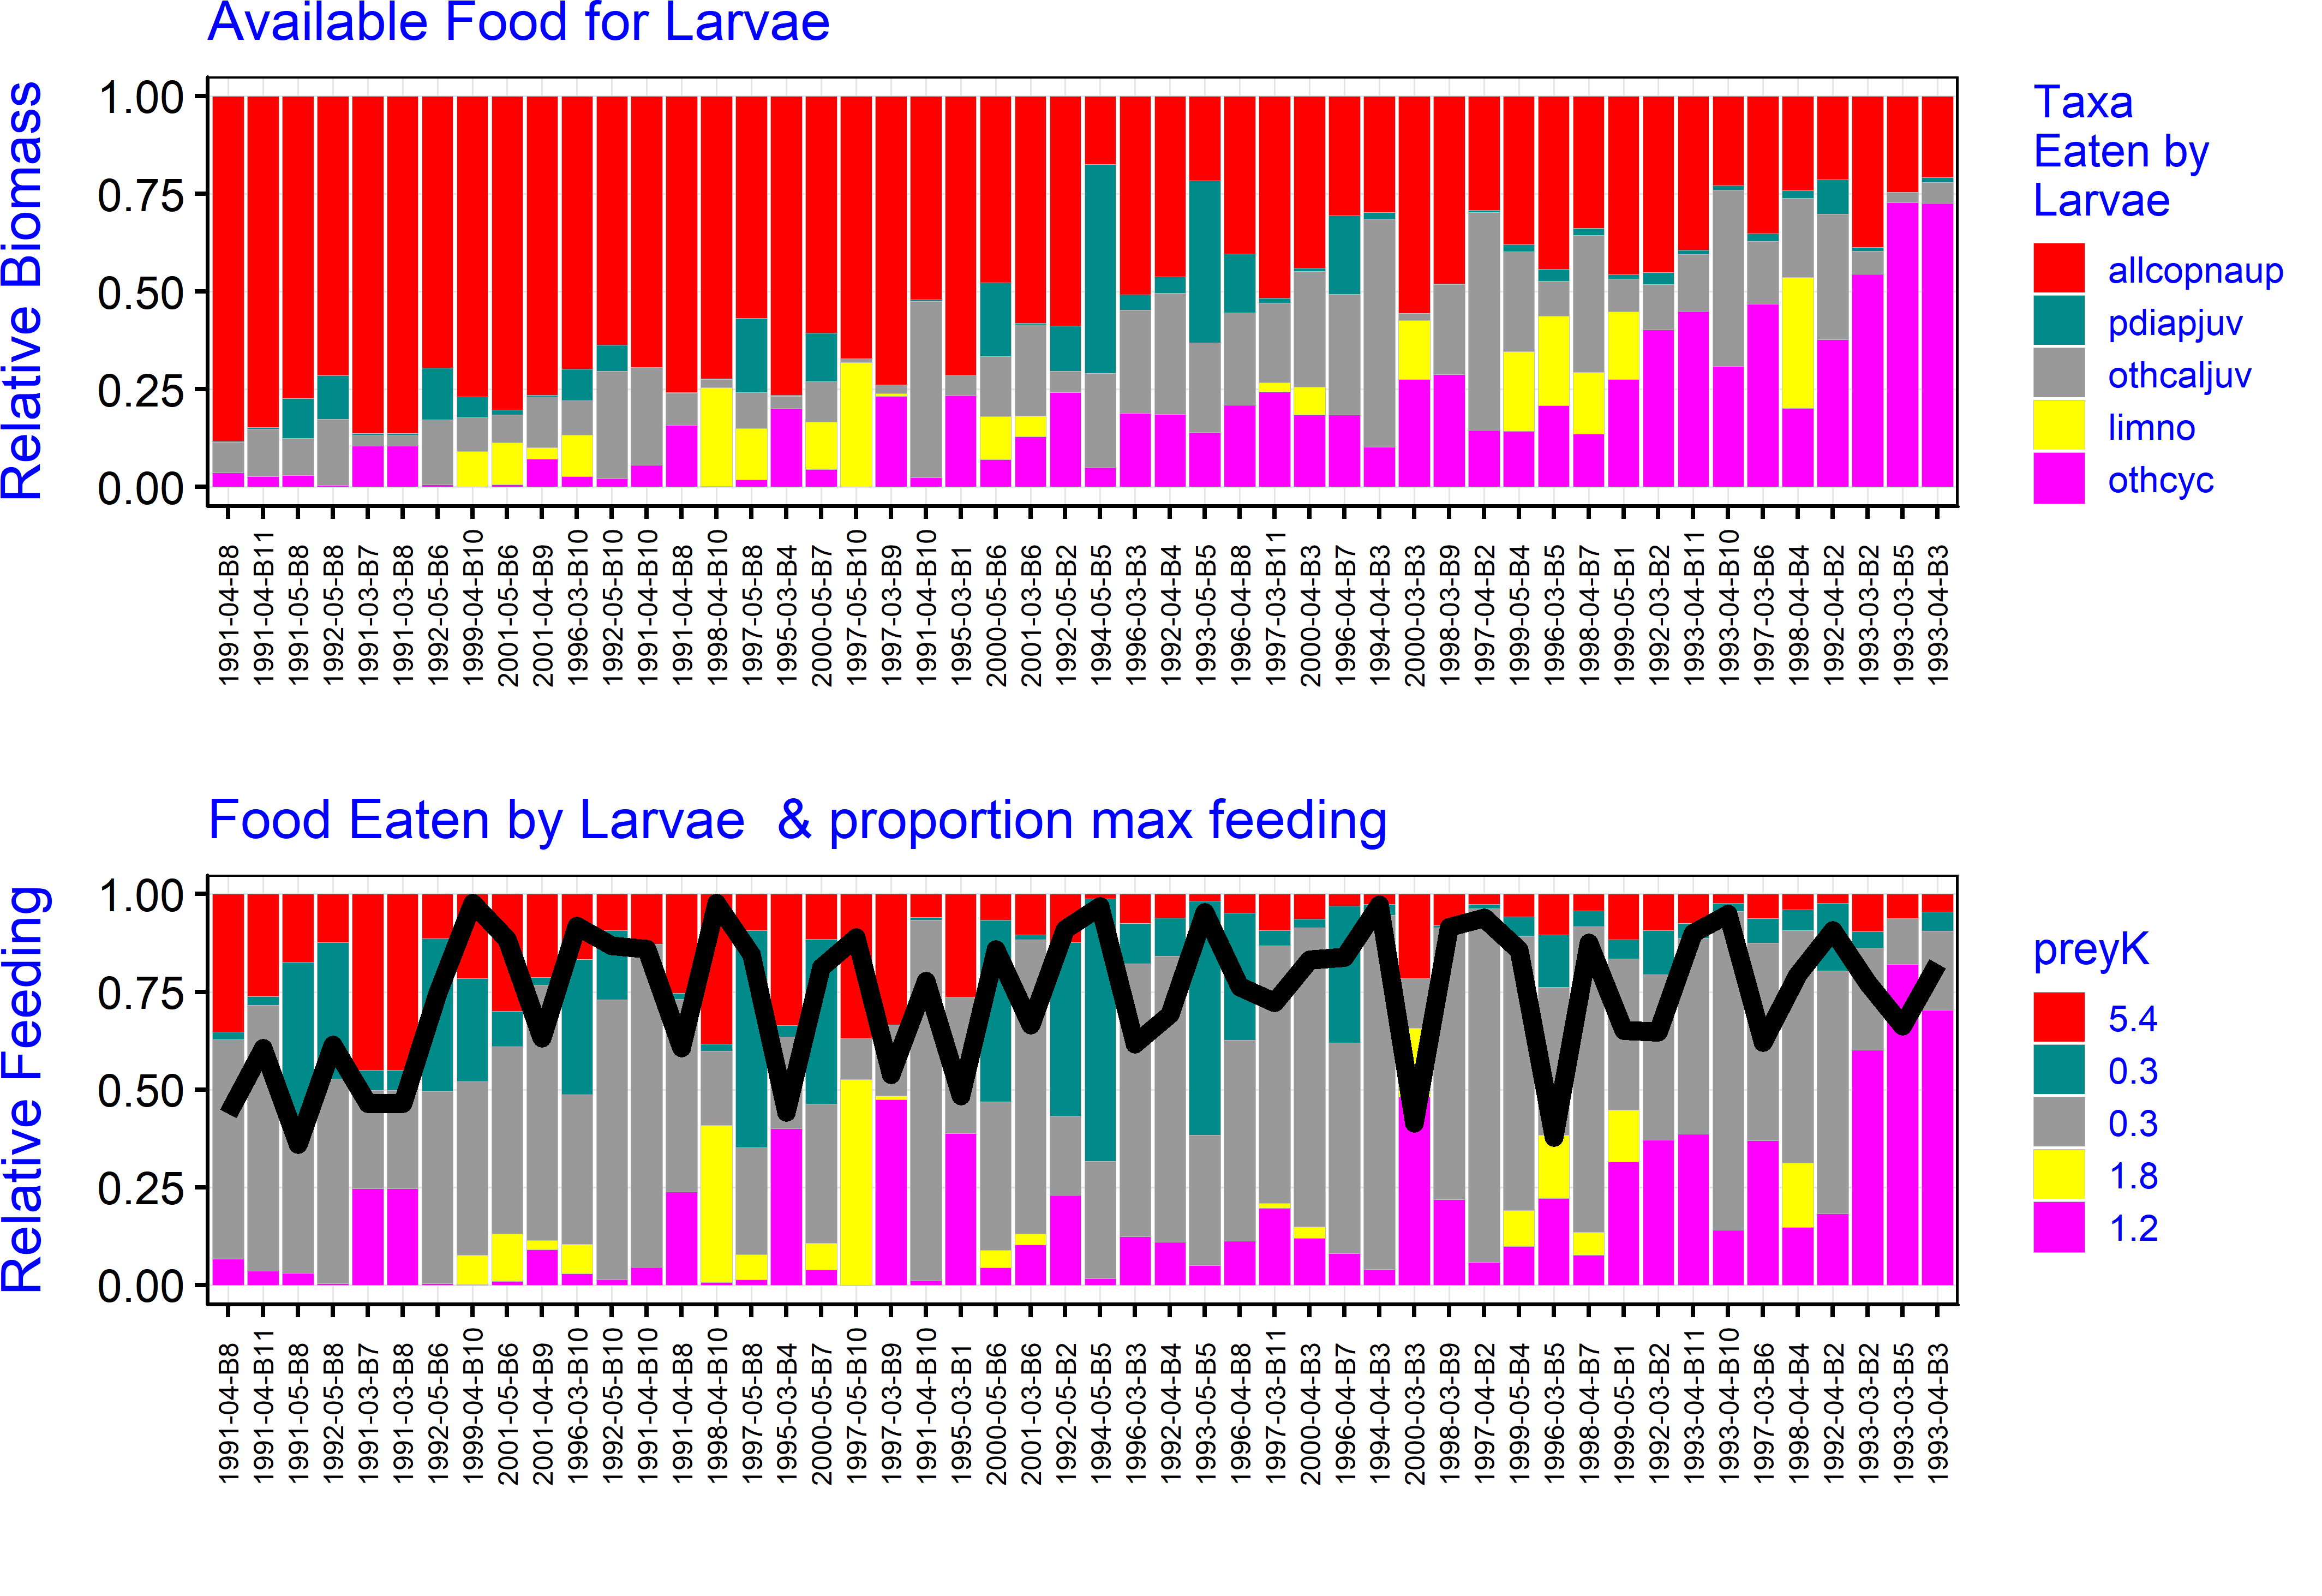 Available Food for Larvae
Relative Biomass
1.00
0.75
0.50
0.25
0.00
1991-04-B8
1991-04-B11
1991-05-B8
1992-05-B8
1991-03-B7
1991-03-B8
1992-05-B6
1999-04-B10
2001-05-B6
2001-04-B9
1996-03-B10
1992-05-B10
1991-04-B10
1991-04-B8
1998-04-B10
1997-05-B8
1995-03-B4
2000-05-B7
1997-05-B10
1997-03-B9
1991-04-B10
1995-03-B1
2000-05-B6
2001-03-B6
1992-05-B2
1994-05-B5
1996-03-B3
1992-04-B4
1993-05-B5
1996-04-B8
1997-03-B11
2000-04-B3
1996-04-B7
1994-04-B3
2000-03-B3
1998-03-B9
1997-04-B2
1999-05-B4
1996-03-B5
1998-04-B7
1999-05-B1
1992-03-B2
1993-04-B11
1993-04-B10
1997-03-B6
1998-04-B4
1992-04-B2
1993-03-B2
1993-03-B5
1993-04-B3
Taxa
Eaten by
Larvae
allcopnaup
pdiapjuv
othcaljuv
limno
othcyc
Food Eaten by Larvae  & proportion max feeding
Relative Feeding
1.00
0.75
0.50
0.25
0.00
1991-04-B8
1991-04-B11
1991-05-B8
1992-05-B8
1991-03-B7
1991-03-B8
1992-05-B6
1999-04-B10
2001-05-B6
2001-04-B9
1996-03-B10
1992-05-B10
1991-04-B10
1991-04-B8
1998-04-B10
1997-05-B8
1995-03-B4
2000-05-B7
1997-05-B10
1997-03-B9
1991-04-B10
1995-03-B1
2000-05-B6
2001-03-B6
1992-05-B2
1994-05-B5
1996-03-B3
1992-04-B4
1993-05-B5
1996-04-B8
1997-03-B11
2000-04-B3
1996-04-B7
1994-04-B3
2000-03-B3
1998-03-B9
1997-04-B2
1999-05-B4
1996-03-B5
1998-04-B7
1999-05-B1
1992-03-B2
1993-04-B11
1993-04-B10
1997-03-B6
1998-04-B4
1992-04-B2
1993-03-B2
1993-03-B5
1993-04-B3
preyK
5.4
0.3
0.3
1.8
1.2